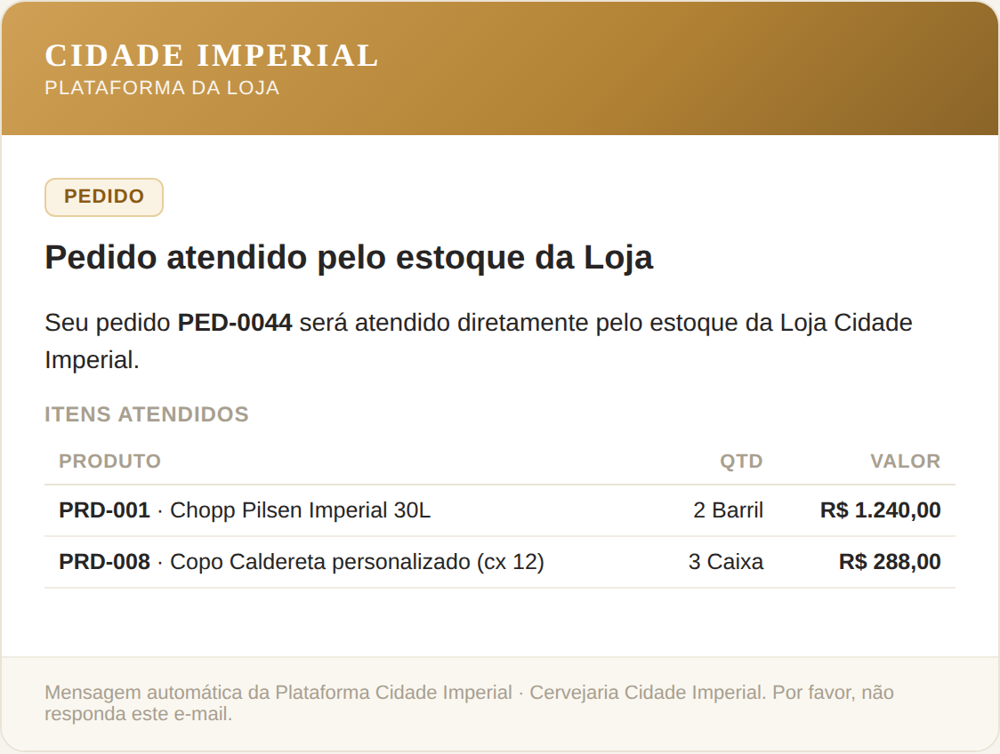 CIDADE IMPERIAL
PLATAFORMA DA LOJA
PEDIDO
Pedido atendido pelo estoque da Loja
Seu pedido PED-0044 será atendido diretamente pelo estoque da Loja Cidade
Imperial.
ITENS ATENDIDOS
PRODUTO QTD VALOR
PRD-001 · Chopp Pilsen Imperial 30L 2 Barril R$ 1.240,00
PRD-008 · Copo Caldereta personalizado (cx 12) 3 Caixa R$ 288,00
Mensagem automática da Plataforma Cidade Imperial · Cervejaria Cidade Imperial. Por favor, não
responda este e-mail.